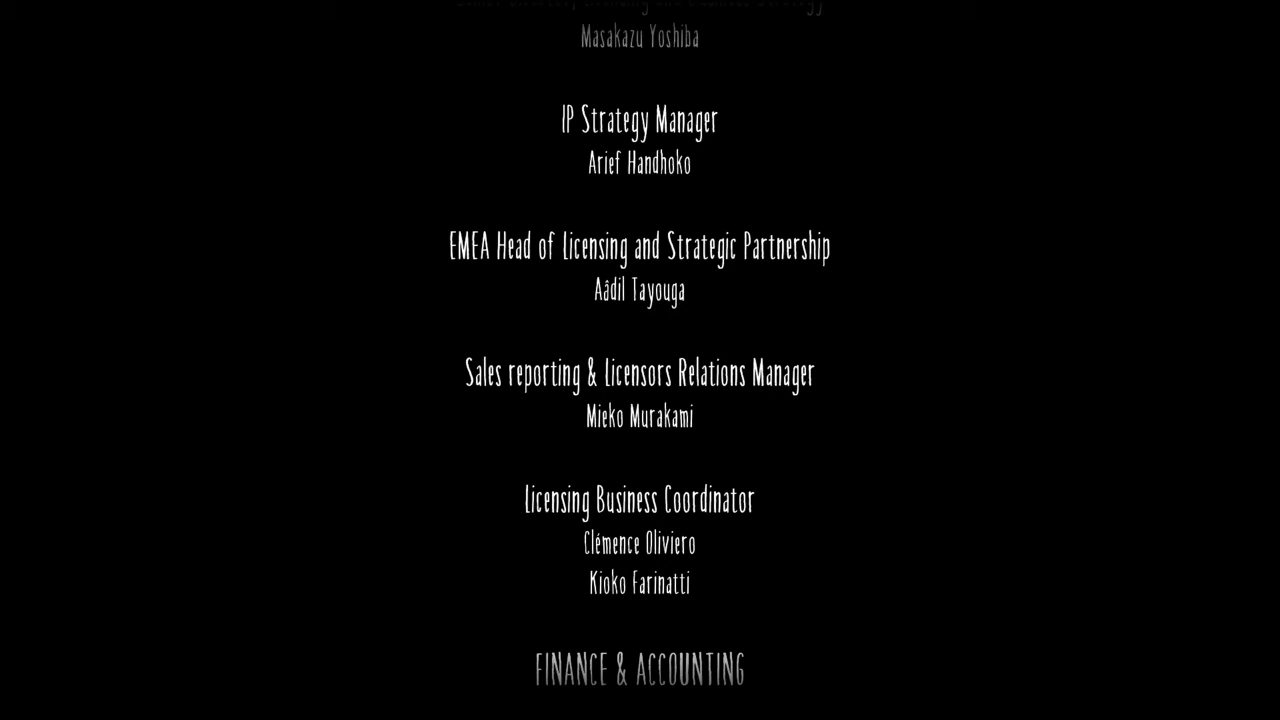 Masakazu Yoshiba
IP Strategy Manager
Arief Handhoko
EMEA Head of Licensing and Strategic Partnership
Aâdil Tayouga
Sales reporting & Licensors Relations Manager
Mieko Murakami
Licensing Business Coordinator
Clémence Oliviero
Kioko Farinatti
FINANCE & ACCOUNTING